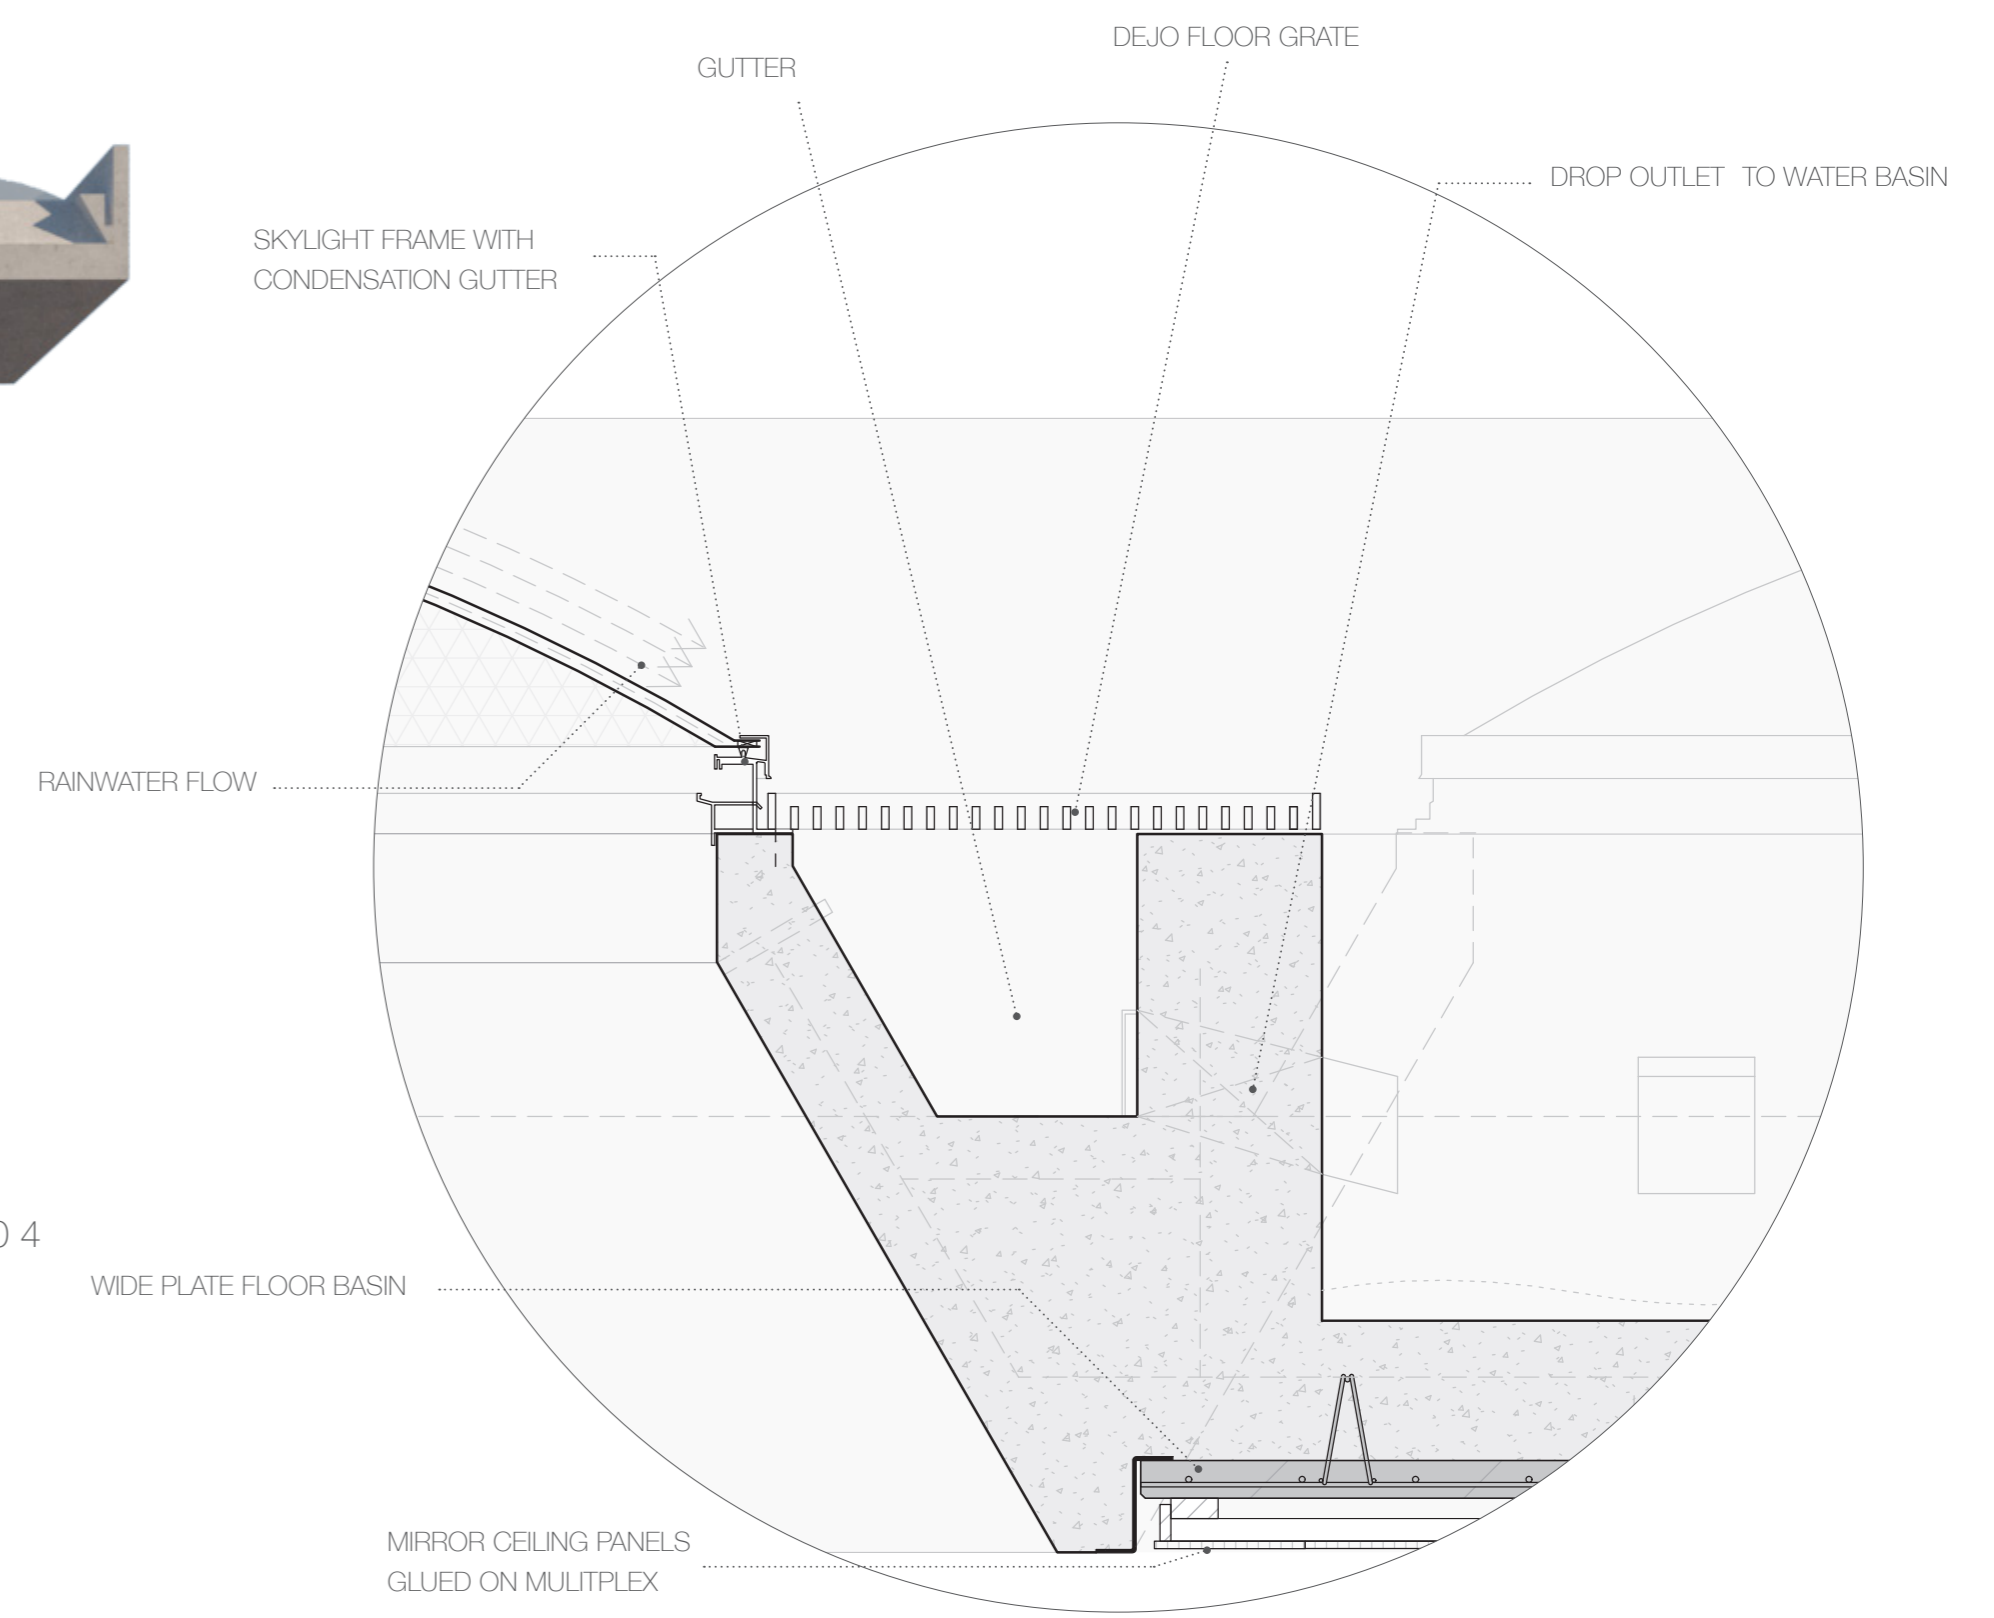 DEJO FLOOR GRATE
GUTTER
DROP OUTLET TO WATER BASIN
SKYLIGHT FRAME WITH
CONDENSATION GUTTER
RAINWATER FLOW
04
WIDE PLATE FLOOR BASIN
MIRROR CEILING PANELS
GLUED ON MULITPLEX